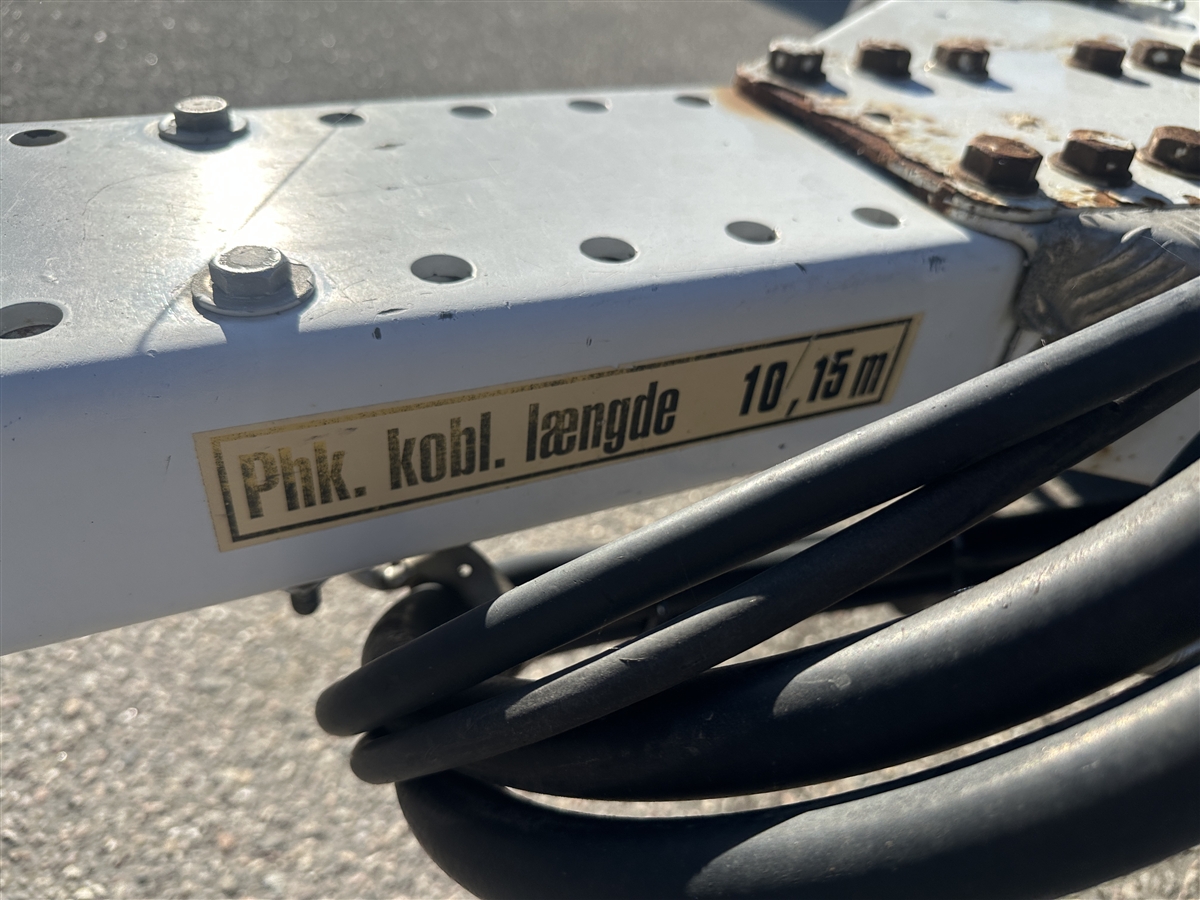 Phk. kobl. længde 10,15 m